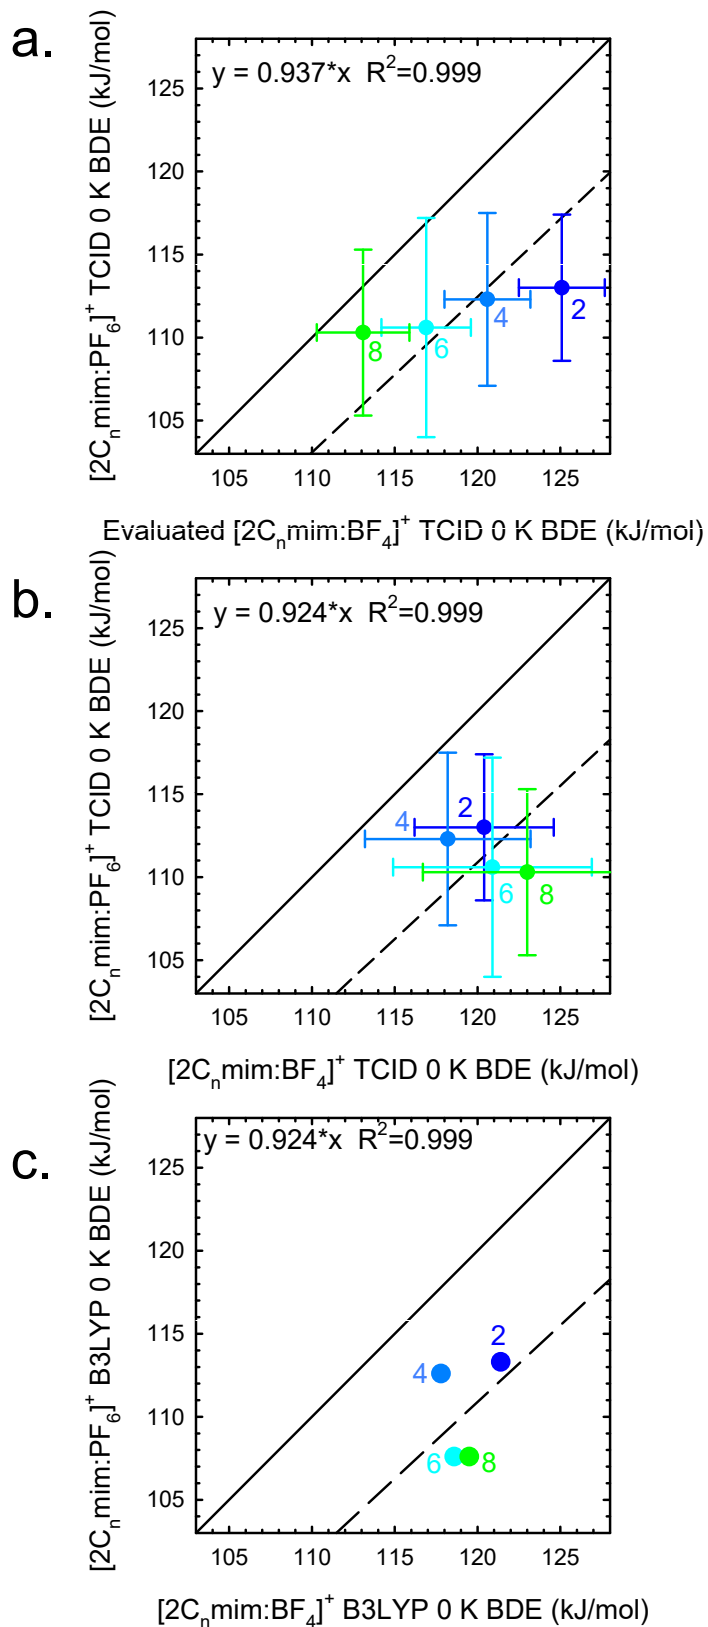 a.
y = 0.937*x R²=0.999
[2Cₙmim:PF₆]⁺ TCID 0 K BDE (kJ/mol)
125
120
115
110
105
2
4
6
8
105 110 115 120 125
Evaluated [2Cₙmim:BF₄]⁺ TCID 0 K BDE (kJ/mol)
b.
y = 0.924*x R²=0.999
[2Cₙmim:PF₆]⁺ TCID 0 K BDE (kJ/mol)
125
120
115
110
105
2
4
6
8
105 110 115 120 125
[2Cₙmim:BF₄]⁺ TCID 0 K BDE (kJ/mol)
c.
y = 0.924*x R²=0.999
[2Cₙmim:PF₆]⁺ B3LYP 0 K BDE (kJ/mol)
125
120
115
110
105
2
4
6
8
105 110 115 120 125
[2Cₙmim:BF₄]⁺ B3LYP 0 K BDE (kJ/mol)